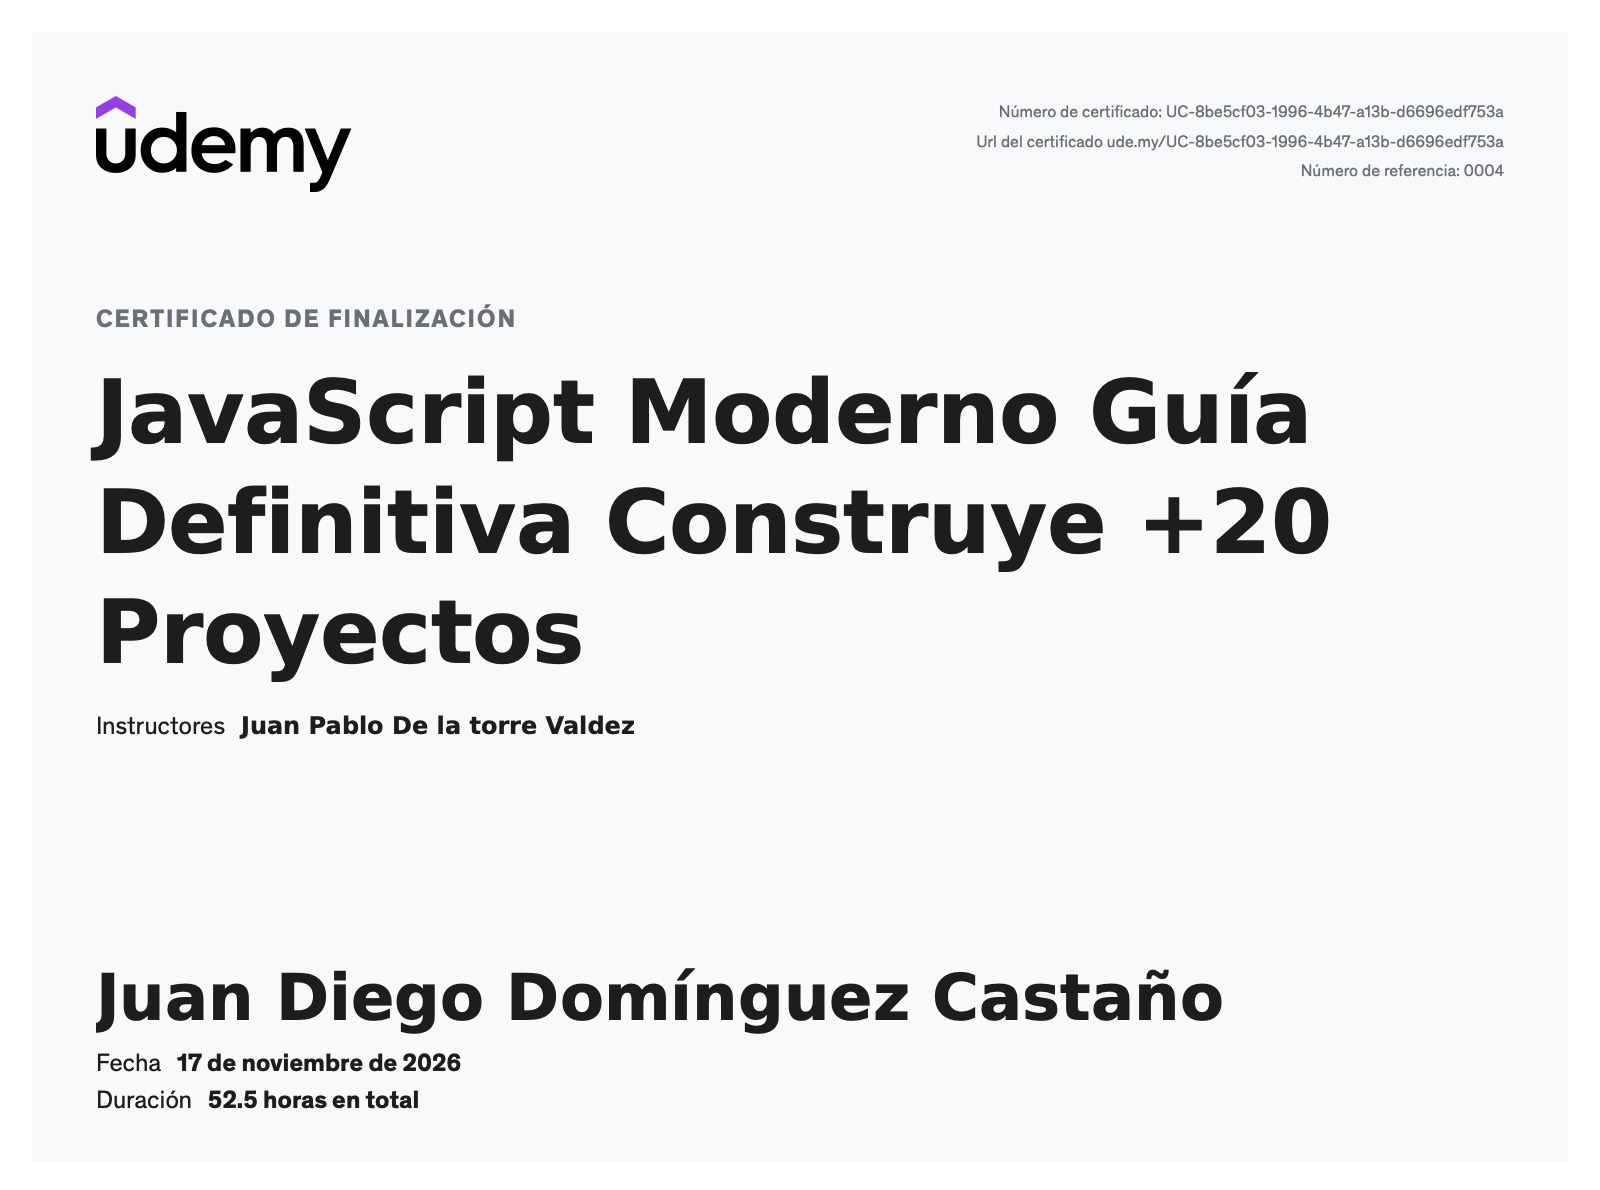 udemy
Número de certificado: UC-8be5cf03-1996-4b47-a13b-d6696edf753a
Url del certificado ude.my/UC-8be5cf03-1996-4b47-a13b-d6696edf753a
Número de referencia: 0004
CERTIFICADO DE FINALIZACIÓN
JavaScript Moderno Guía
Definitiva Construye +20
Proyectos
Instructores Juan Pablo De la torre Valdez
Juan Diego Domínguez Castaño
Fecha 17 de noviembre de 2026
Duración 52.5 horas en total